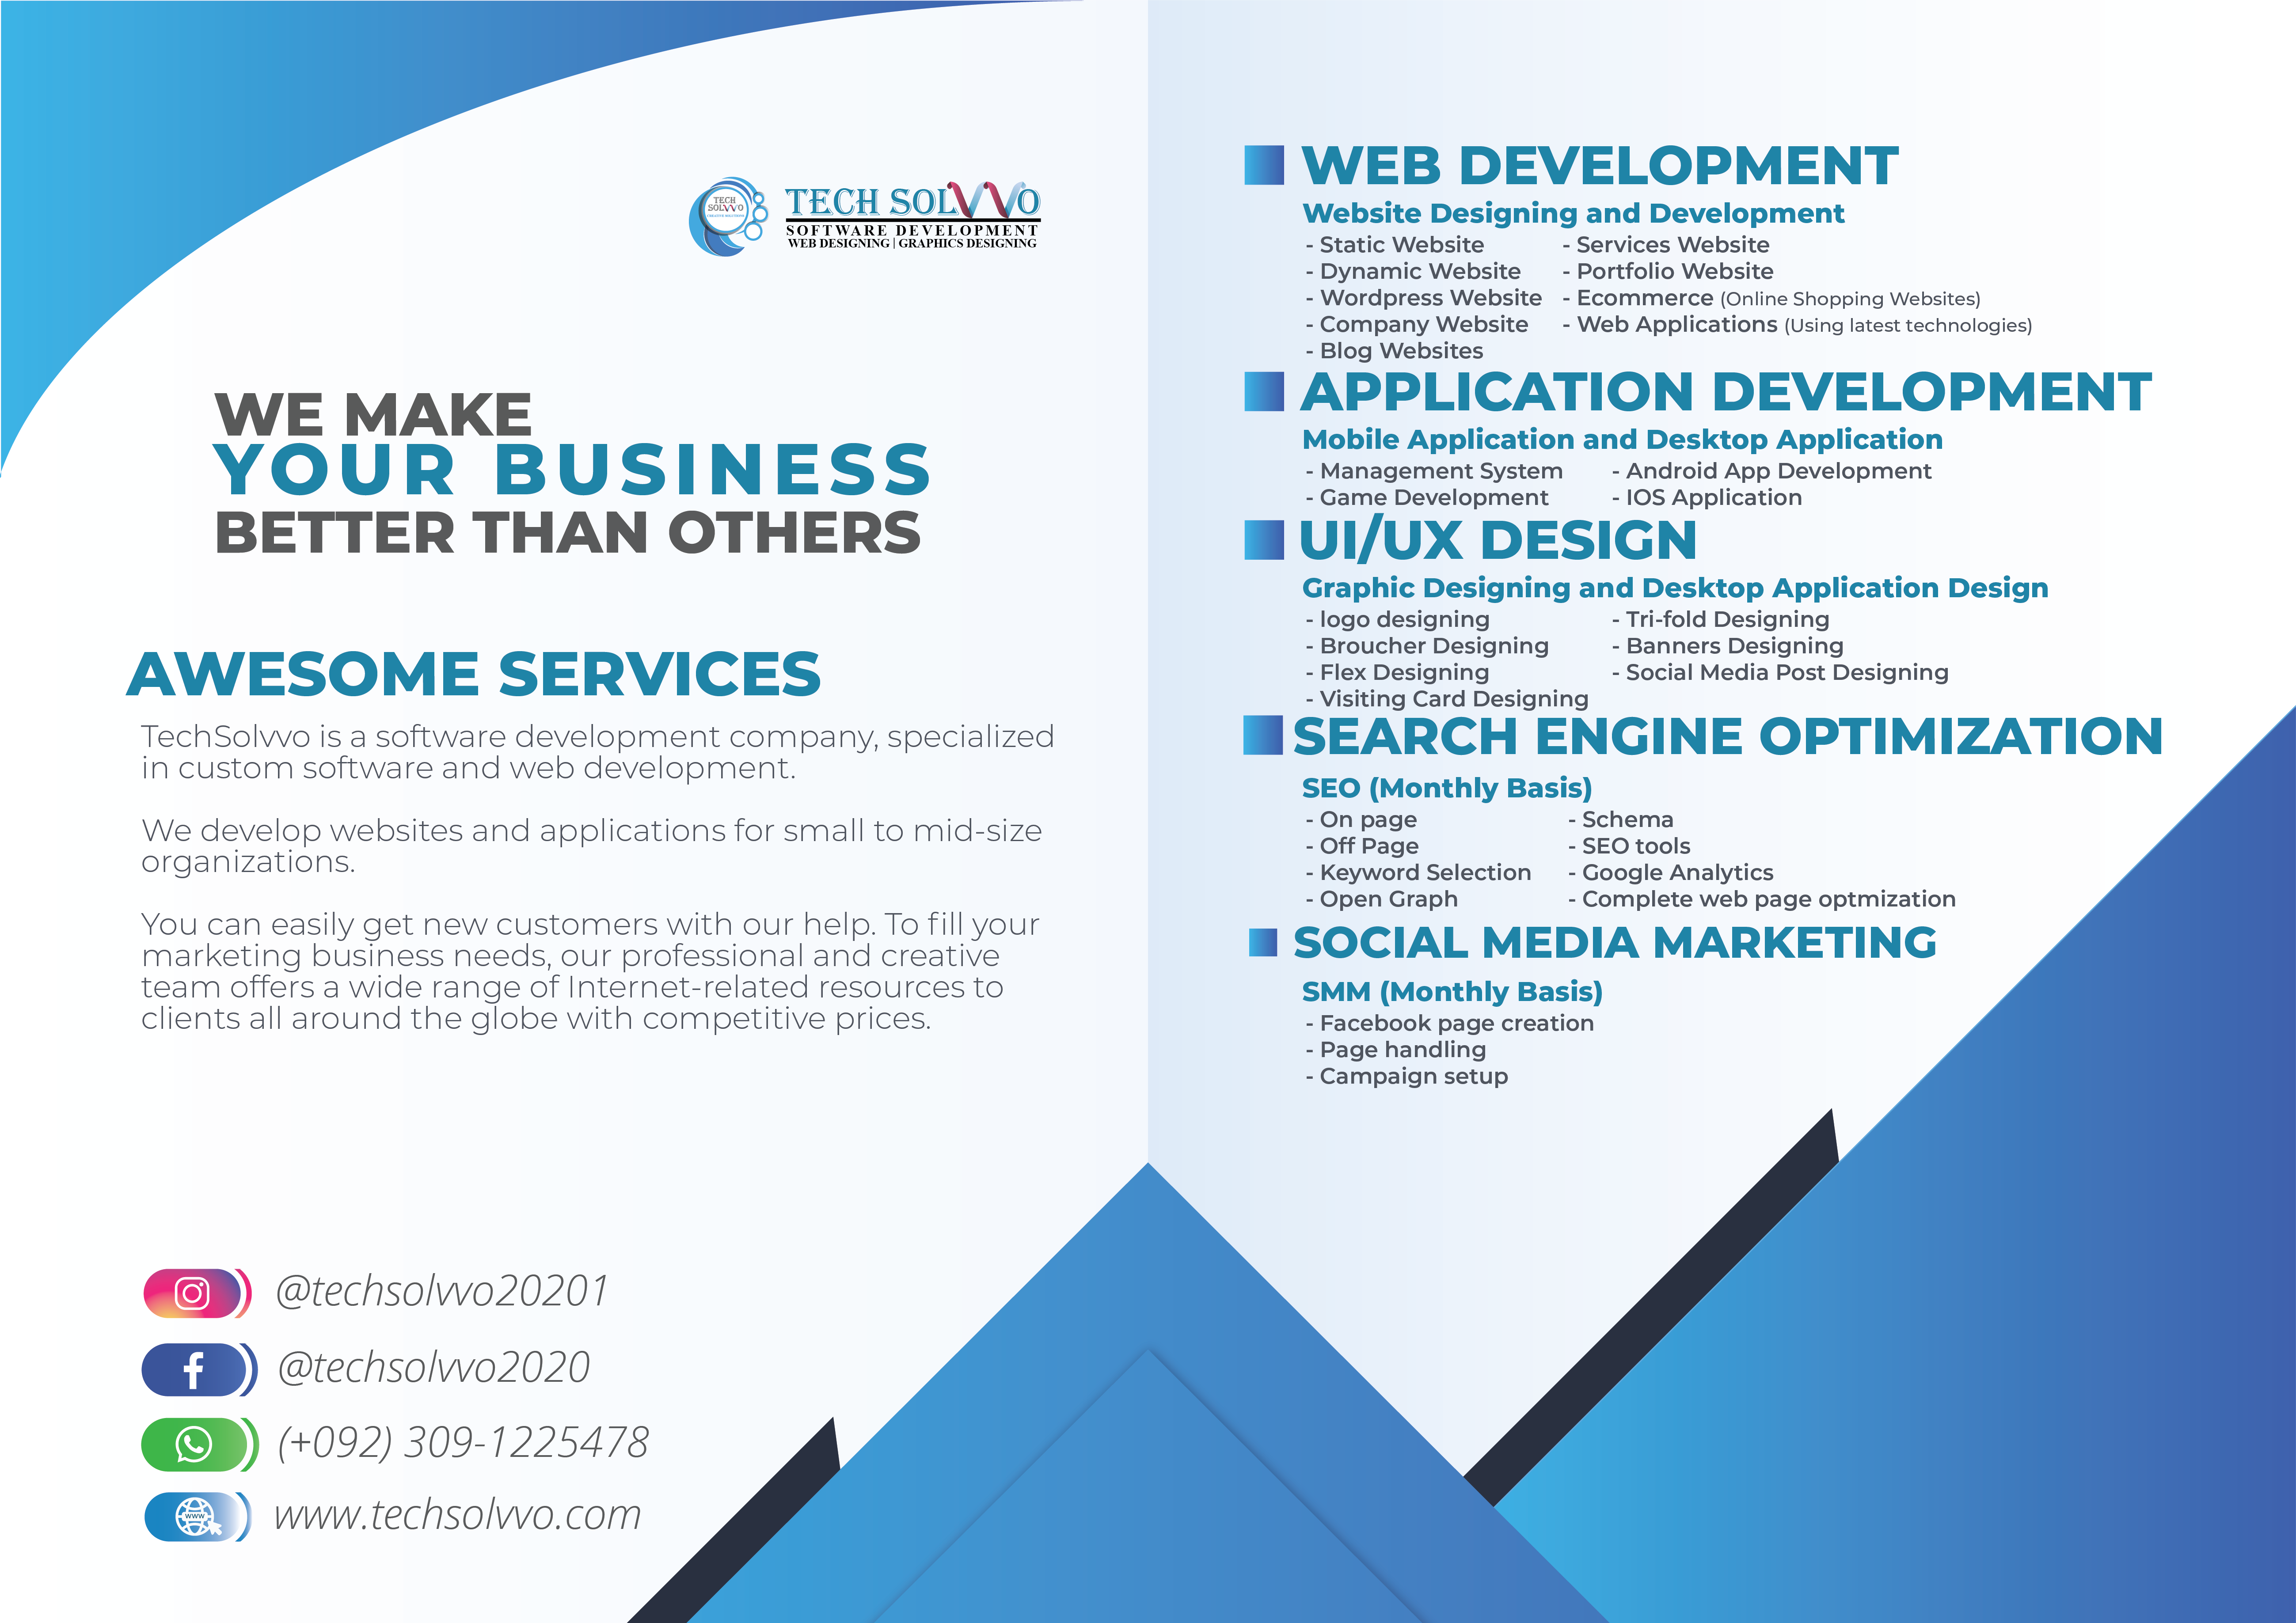 TECH
SOLVVO
CREATIVE SOLUTIONS
TECH SOLVVO
SOFTWARE DEVELOPMENT
WEB DESIGNING | GRAPHICS DESIGNING
WE MAKE
YOUR BUSINESS
BETTER THAN OTHERS
AWESOME SERVICES
TechSolvvo is a software development company, specialized
in custom software and web development.
We develop websites and applications for small to mid-size
organizations.
You can easily get new customers with our help. To fill your
marketing business needs, our professional and creative
team offers a wide range of Internet-related resources to
clients all around the globe with competitive prices.
@techsolvvo20201
@techsolvvo2020
(+092) 309-1225478
www
www.techsolvvo.com
WEB DEVELOPMENT
Website Designing and Development
- Static Website - Services Website
- Dynamic Website - Portfolio Website
- Wordpress Website - Ecommerce (Online Shopping Websites)
- Company Website - Web Applications (Using latest technologies)
- Blog Websites
APPLICATION DEVELOPMENT
Mobile Application and Desktop Application
- Management System - Android App Development
- Game Development - IOS Application
UI/UX DESIGN
Graphic Designing and Desktop Application Design
- logo designing - Tri-fold Designing
- Broucher Designing - Banners Designing
- Flex Designing - Social Media Post Designing
- Visiting Card Designing
SEARCH ENGINE OPTIMIZATION
SEO (Monthly Basis)
- On page - Schema
- Off Page - SEO tools
- Keyword Selection - Google Analytics
- Open Graph - Complete web page optmization
SOCIAL MEDIA MARKETING
SMM (Monthly Basis)
- Facebook page creation
- Page handling
- Campaign setup